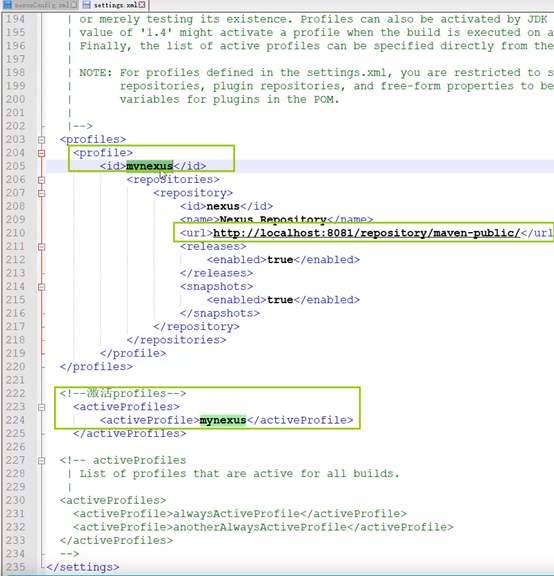 nexusConfig.xml settings.xml
194 | or merely testing its existence. Profiles can also be activated by JDK
195 | value of '1.4' might activate a profile when the build is executed on a
196 | Finally, the list of active profiles can be specified directly from the
197 |
198 | NOTE: For profiles defined in the settings.xml, you are restricted to s
199 | repositories, plugin repositories, and free-form properties to be
200 | variables for plugins in the POM.
201 |
202 |-->
203 <profiles>
204 <profile>
205 <id>mynexus</id>
206 <repositories>
207 <repository>
208 <id>nexus</id>
209 <name>Nexus Repository</name>
210 <url>http://localhost:8081/repository/maven-public/</url
211 <releases>
212 <enabled>true</enabled>
213 </releases>
214 <snapshots>
215 <enabled>true</enabled>
216 </snapshots>
217 </repository>
218 </repositories>
219 </profile>
220 </profiles>
221
222 <!--激活profiles-->
223 <activeProfiles>
224 <activeProfile>mynexus</activeProfile>
225 </activeProfiles>
226
227 <!-- activeProfiles
228 | List of profiles that are active for all builds.
229 |
230 <activeProfiles>
231 <activeProfile>alwaysActiveProfile</activeProfile>
232 <activeProfile>anotherAlwaysActiveProfile</activeProfile>
233 </activeProfiles>
234 -->
235 </settings>